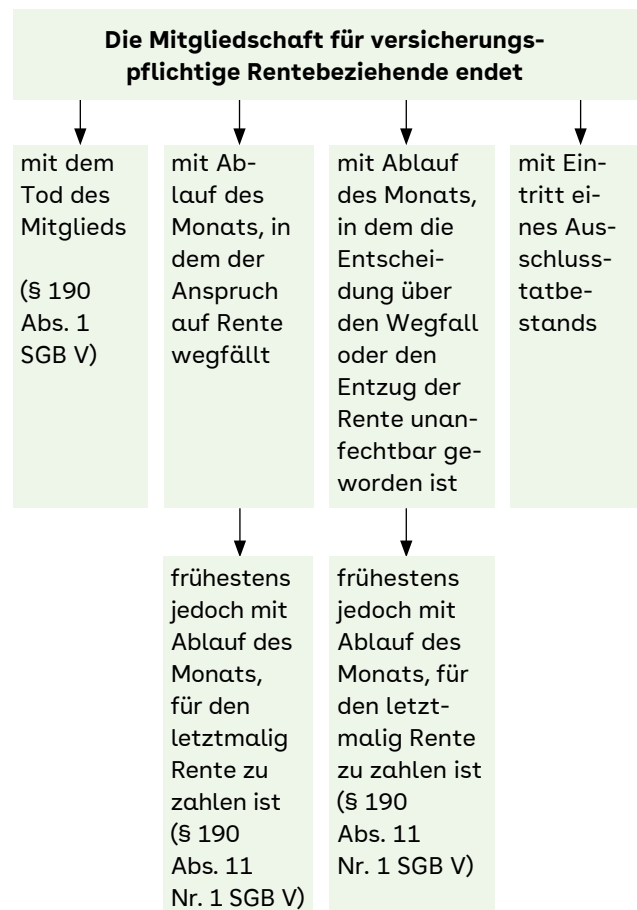 Die Mitgliedschaft für versicherungs-
pflichtige Rentebeziehende endet
mit dem
Tod des
Mitglieds
(§ 190
Abs. 1
SGB V)
mit Ab-
lauf des
Monats, in
dem der
Anspruch
auf Rente
wegfällt
mit Ablauf
des Monats,
in dem die
Entschei-
dung über
den Wegfall
oder den
Entzug der
Rente unan-
fechtbar ge-
worden ist
mit Ein-
tritt ei-
nes Aus-
schluss-
tatbe-
stands
frühestens
jedoch mit
Ablauf des
Monats,
für den
letztmalig
Rente zu
zahlen ist
(§ 190
Abs. 11
Nr. 1 SGB V)
frühestens
jedoch mit
Ablauf des
Monats, für
den letzt-
malig Rente
zu zahlen ist
(§ 190
Abs. 11
Nr. 1 SGB V)